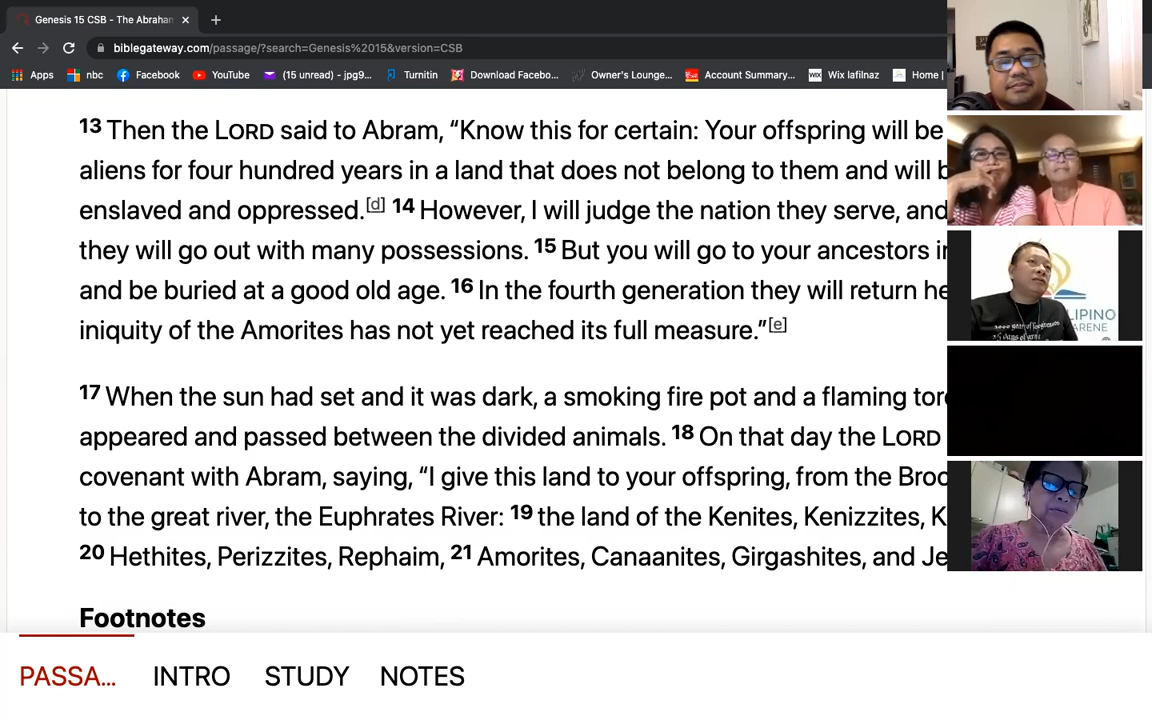 Genesis 15 CSB - The Abraham
biblegateway.com/passage/?search=Genesis%2015&version=CSB
Apps nbc Facebook YouTube (15 unread) - jpg9... Turnitin Download Facebo... Owner's Lounge... Account Summary... WIX Wix lafilnaz Home |
13 Then the LORD said to Abram, “Know this for certain: Your offspring will be
aliens for four hundred years in a land that does not belong to them and will b
enslaved and oppressed.[d] 14 However, I will judge the nation they serve, and
they will go out with many possessions. 15 But you will go to your ancestors in
and be buried at a good old age. 16 In the fourth generation they will return he
iniquity of the Amorites has not yet reached its full measure.”[e]
17 When the sun had set and it was dark, a smoking fire pot and a flaming tor
appeared and passed between the divided animals. 18 On that day the LORD
covenant with Abram, saying, “I give this land to your offspring, from the Broo
to the great river, the Euphrates River: 19 the land of the Kenites, Kenizzites, K
20 Hethites, Perizzites, Rephaim, 21 Amorites, Canaanites, Girgashites, and Je
Footnotes
PASSA... INTRO STUDY NOTES
LIPINO
ARENE